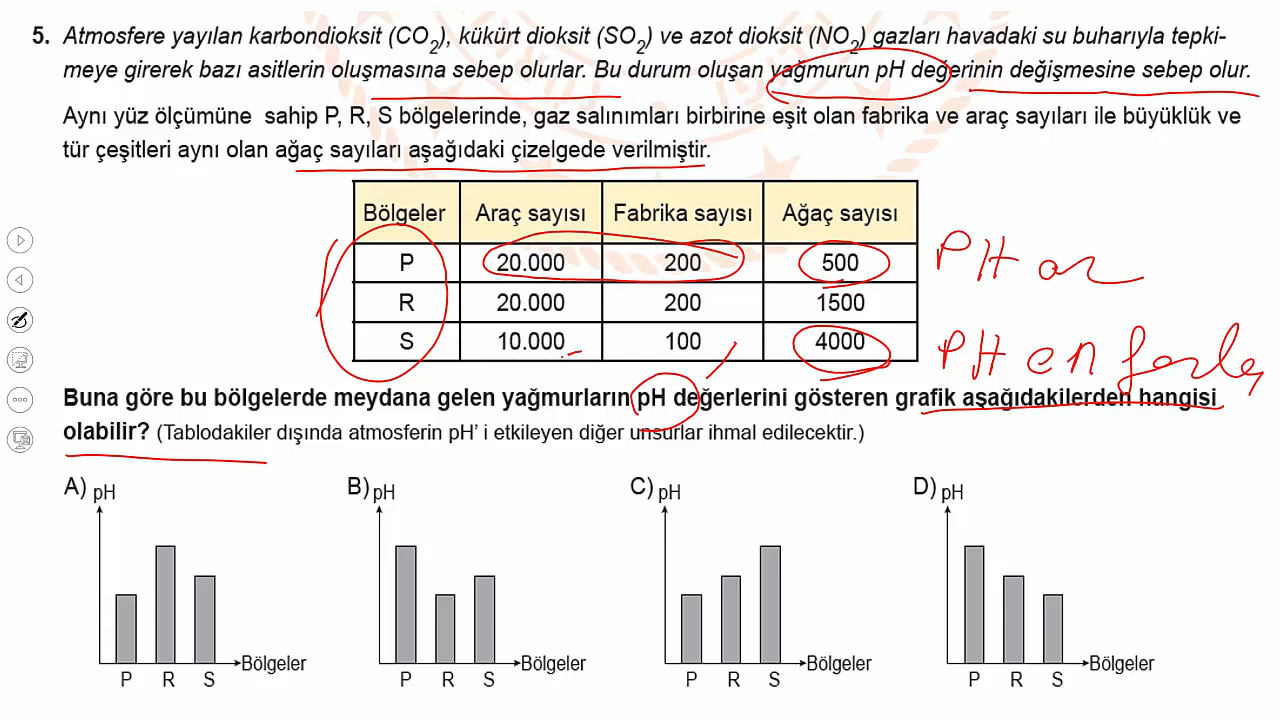 5. Atmosfere yayılan karbondioksit (CO₂), kükürt dioksit (SO₂) ve azot dioksit (NO₂) gazları havadaki su buharıyla tepki-
meye girerek bazı asitlerin oluşmasına sebep olurlar. Bu durum oluşan yağmurun pH değerinin değişmesine sebep olur.
Aynı yüz ölçümüne sahip P, R, S bölgelerinde, gaz salınımları birbirine eşit olan fabrika ve araç sayıları ile büyüklük ve
tür çeşitleri aynı olan ağaç sayıları aşağıdaki çizelgede verilmiştir.
Bölgeler Araç sayısı Fabrika sayısı Ağaç sayısı
P 20.000 200 500 PH az
R 20.000 200 1500
S 10.000 100 4000 PH en fazla
Buna göre bu bölgelerde meydana gelen yağmurların pH değerlerini gösteren grafik aşağıdakilerden hangisi
olabilir? (Tablodakiler dışında atmosferin pH' i etkileyen diğer unsurlar ihmal edilecektir.)
A) pH
P R S Bölgeler
B) pH
P R S Bölgeler
C) pH
P R S Bölgeler
D) pH
P R S Bölgeler